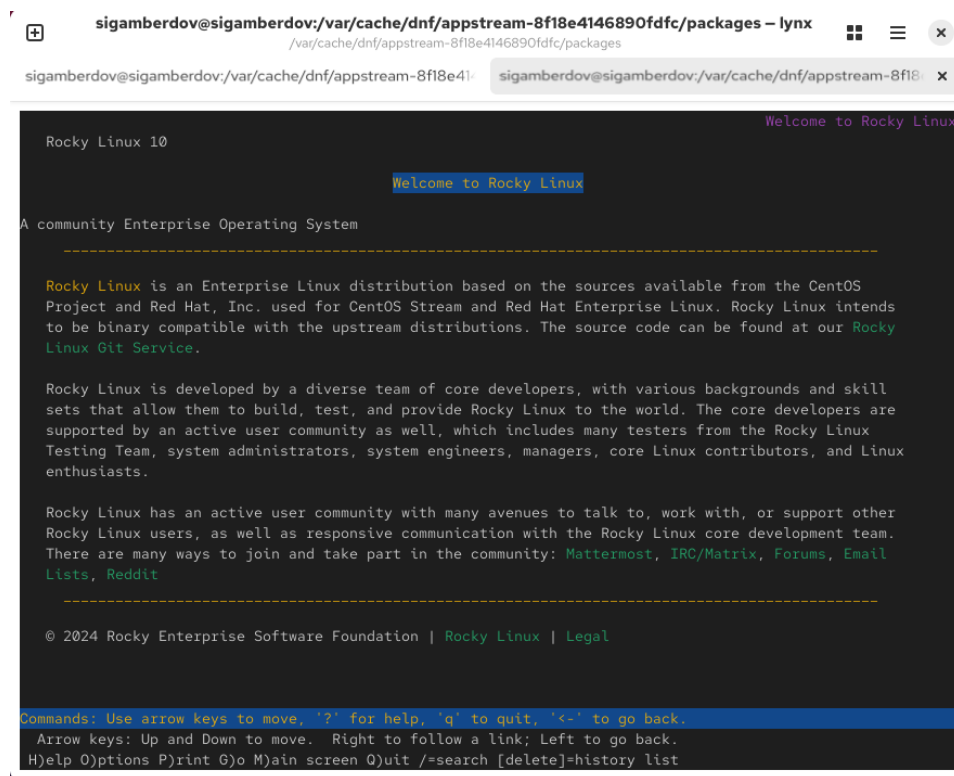 sigamberdov@sigamberdov:/var/cache/dnf/appstream-8f18e4146890fdfc/packages — lynx
/var/cache/dnf/appstream-8f18e4146890fdfc/packages
sigamberdov@sigamberdov:/var/cache/dnf/appstream-8f18e41
sigamberdov@sigamberdov:/var/cache/dnf/appstream-8f18
Welcome to Rocky Linux
Rocky Linux 10
Welcome to Rocky Linux
A community Enterprise Operating System
Rocky Linux is an Enterprise Linux distribution based on the sources available from the CentOS
Project and Red Hat, Inc. used for CentOS Stream and Red Hat Enterprise Linux. Rocky Linux intends
to be binary compatible with the upstream distributions. The source code can be found at our Rocky
Linux Git Service.
Rocky Linux is developed by a diverse team of core developers, with various backgrounds and skill
sets that allow them to build, test, and provide Rocky Linux to the world. The core developers are
supported by an active user community as well, which includes many testers from the Rocky Linux
Testing Team, system administrators, system engineers, managers, core Linux contributors, and Linux
enthusiasts.
Rocky Linux has an active user community with many avenues to talk to, work with, or support other
Rocky Linux users, as well as responsive communication with the Rocky Linux core development team.
There are many ways to join and take part in the community: Mattermost, IRC/Matrix, Forums, Email
Lists, Reddit
© 2024 Rocky Enterprise Software Foundation | Rocky Linux | Legal
Commands: Use arrow keys to move, '?' for help, 'q' to quit, '<-' to go back.
Arrow keys: Up and Down to move. Right to follow a link; Left to go back.
H)elp O)ptions P)rint G)o M)ain screen Q)uit /=search [delete]=history list